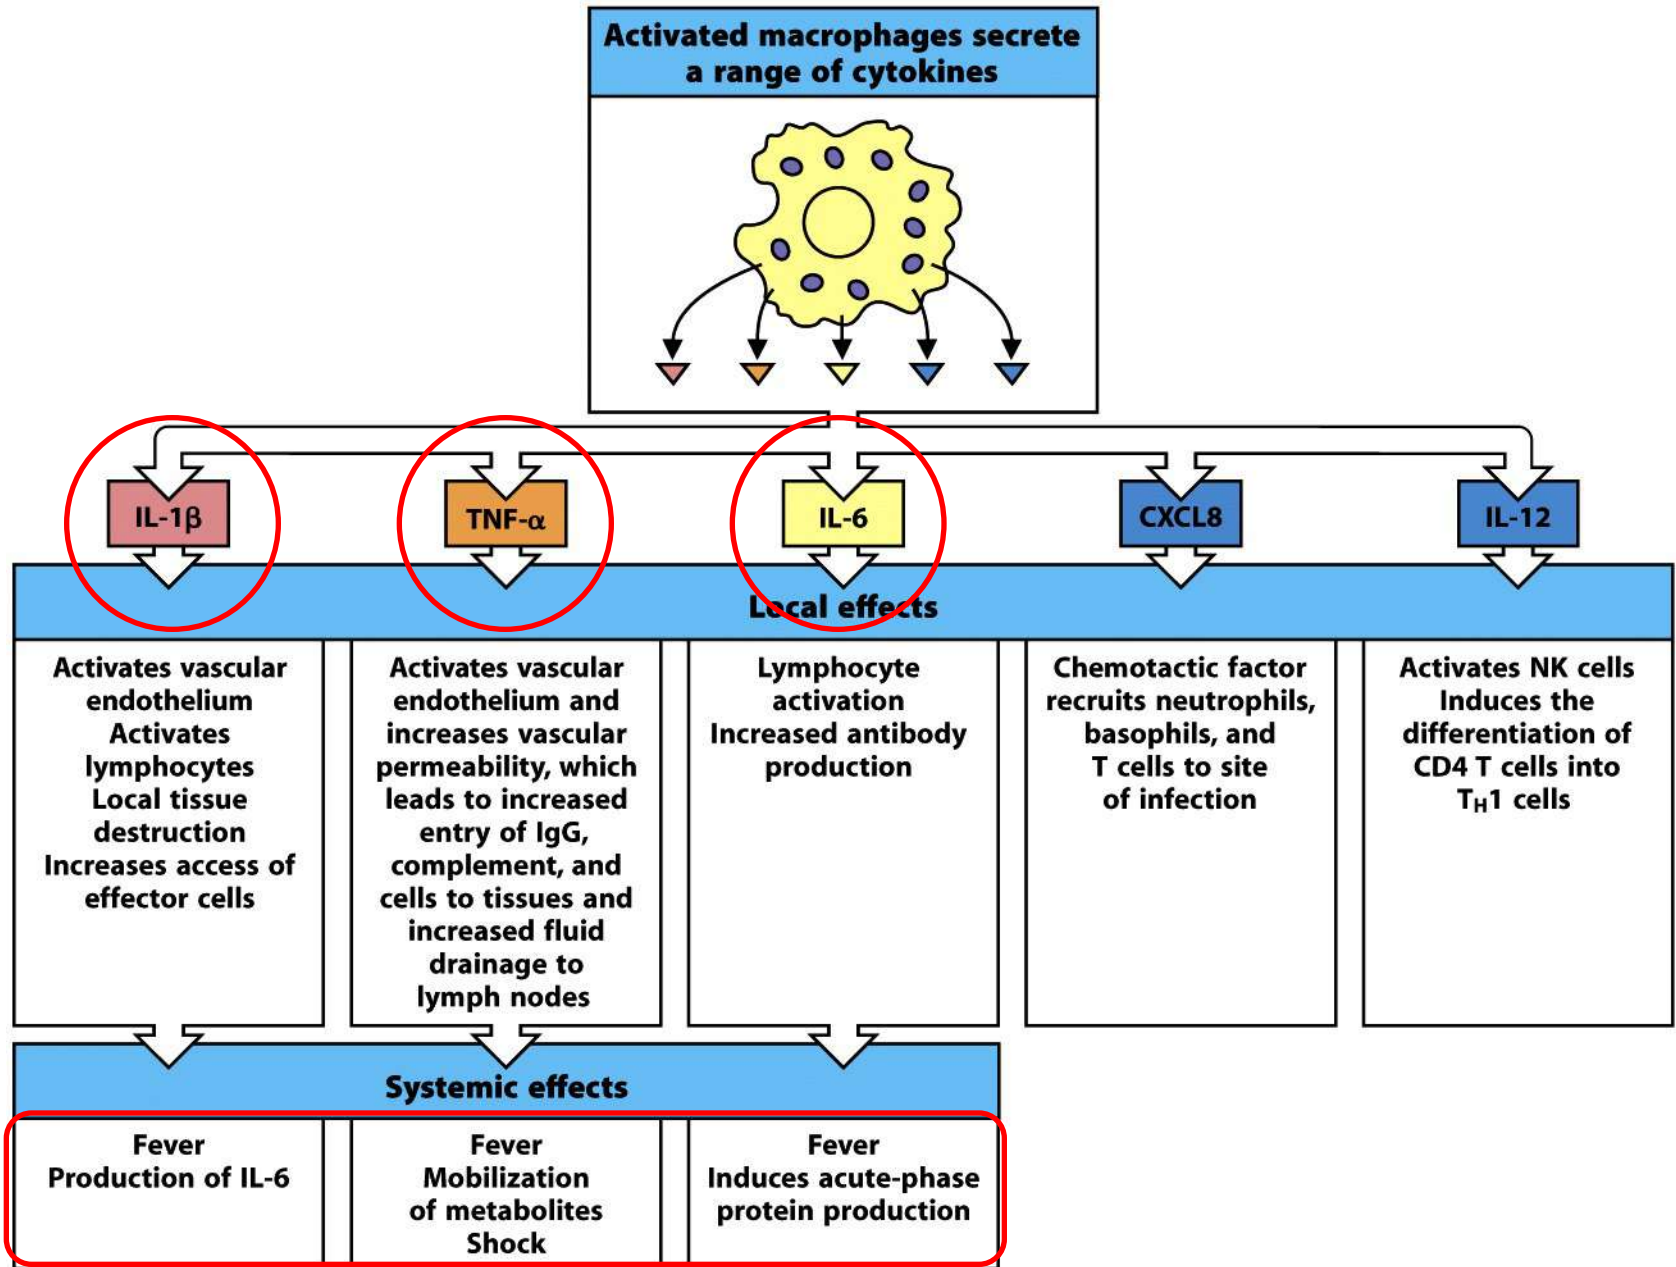 Activated macrophages secrete
a range of cytokines
IL-1β
TNF-α
IL-6
CXCL8
IL-12
Local effects
Activates vascular
endothelium
Activates
lymphocytes
Local tissue
destruction
Increases access of
effector cells
Activates vascular
endothelium and
increases vascular
permeability, which
leads to increased
entry of IgG,
complement, and
cells to tissues and
increased fluid
drainage to
lymph nodes
Lymphocyte
activation
Increased antibody
production
Chemotactic factor
recruits neutrophils,
basophils, and
T cells to site
of infection
Activates NK cells
Induces the
differentiation of
CD4 T cells into
TH1 cells
Systemic effects
Fever
Production of IL-6
Fever
Mobilization
of metabolites
Shock
Fever
Induces acute-phase
protein production